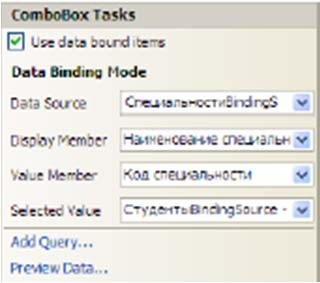 ComboBox Tasks
Use data bound items
Data Binding Mode
Data Source СпециальностиBindingS
Display Member Наименование специальн
Value Member Код специальности
Selected Value СтудентыBindingSource -
Add Query...
Preview Data...